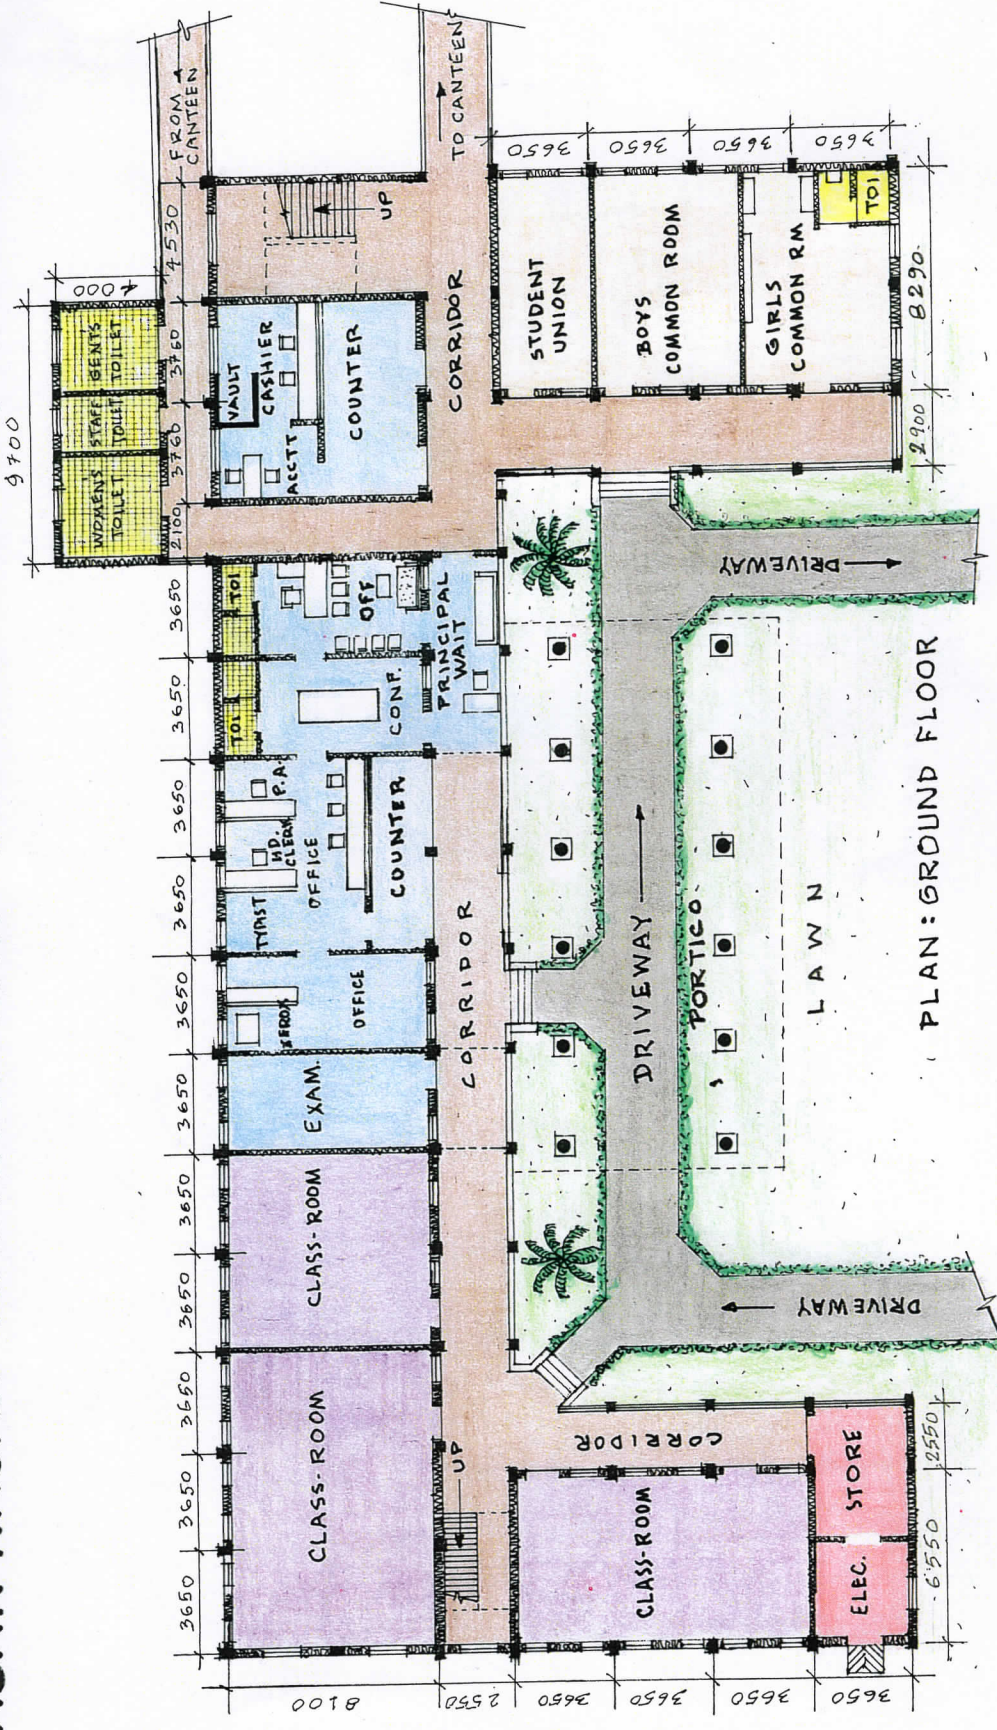 FROM
CANTEEN
TO CANTEEN
4000
9700
WOMEN'S
TOILET
STAFF
TOILET
GENTS
TOILET
2100
3760
3760
4530
VAULT
CASHIER
ACCTT
COUNTER
UP
CORRIDOR
3650
3650
3650
3650
STUDENT
UNION
BOYS
COMMON ROOM
GIRLS
COMMON RM
TOI
8290
2900
3650
3650
3650
3650
3650
3650
3650
3650
3650
3650
3650
TOI
TOI
OFF
CONF.
PRINCIPAL
WAIT
P.A.
HD.
CLERK
TYPIST
OFFICE
COUNTER
XEROX
OFFICE
EXAM.
CLASS-ROOM
CLASS-ROOM
CORRIDOR
UP
CORRIDOR
CLASS-ROOM
STORE
ELEC.
2550
6550
8100
2550
3650
3650
3650
3650
DRIVEWAY
DRIVEWAY
DRIVEWAY
PORTICO
LAWN
PLAN: GROUND FLOOR